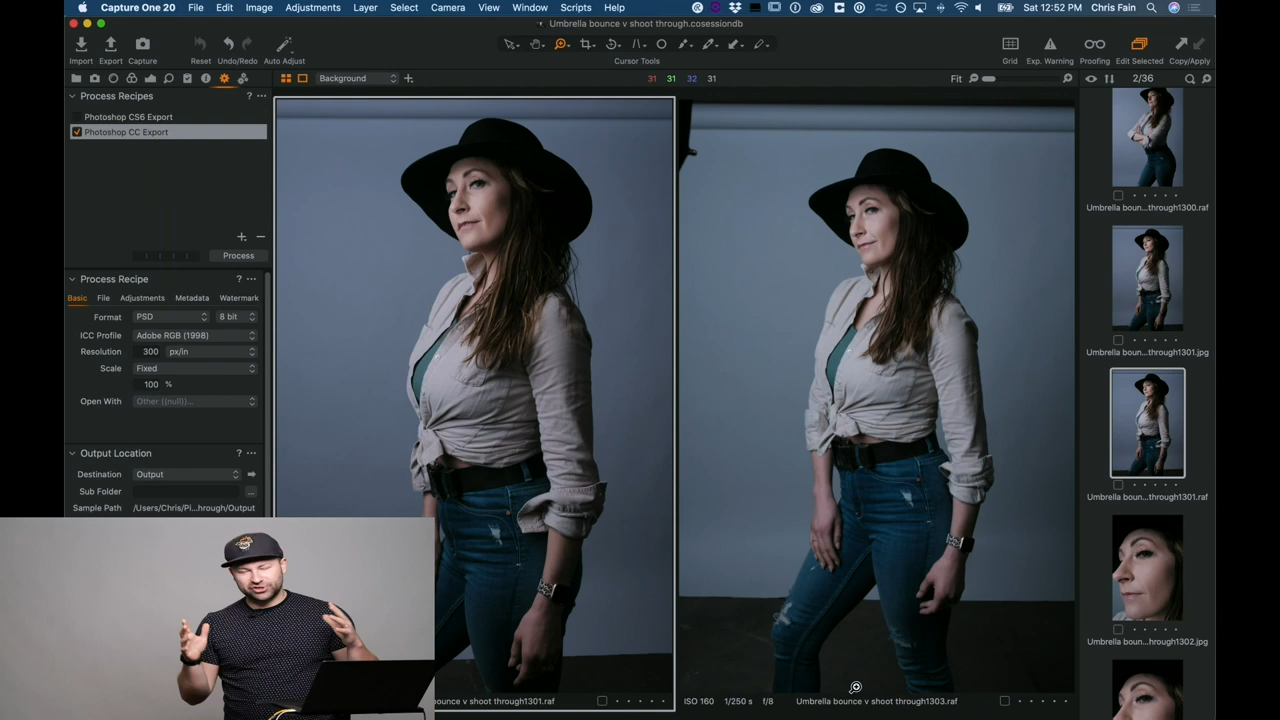 Capture One 20 File Edit Image Adjustments Layer Select Camera View Window Scripts Help Sat 12:52 PM Chris Fain
Umbrella bounce v shoot through.cosessiondb
Import Export Capture Reset Undo/Redo Auto Adjust Cursor Tools Grid Exp. Warning Proofing Edit Selected Copy/Apply
Background 31 31 32 31 Fit 2/36
Process Recipes ? ...
Photoshop CS6 Export
Photoshop CC Export
Process
Process Recipe ? ...
Basic File Adjustments Metadata Watermark
Format PSD 8 bit
ICC Profile Adobe RGB (1998)
Resolution 300 px/in
Scale Fixed
100 %
Open With Other ((null))...
Output Location ? ...
Destination Output
Sub Folder ...
Sample Path /Users/Chris/Pi...hrough/Output
ounce v shoot through1301.raf
ISO 160 1/250 s f/8 Umbrella bounce v shoot through1303.raf
Umbrella boun...through1300.raf
Umbrella boun...through1301.jpg
Umbrella boun...through1301.raf
Umbrella boun...hrough1302.jpg